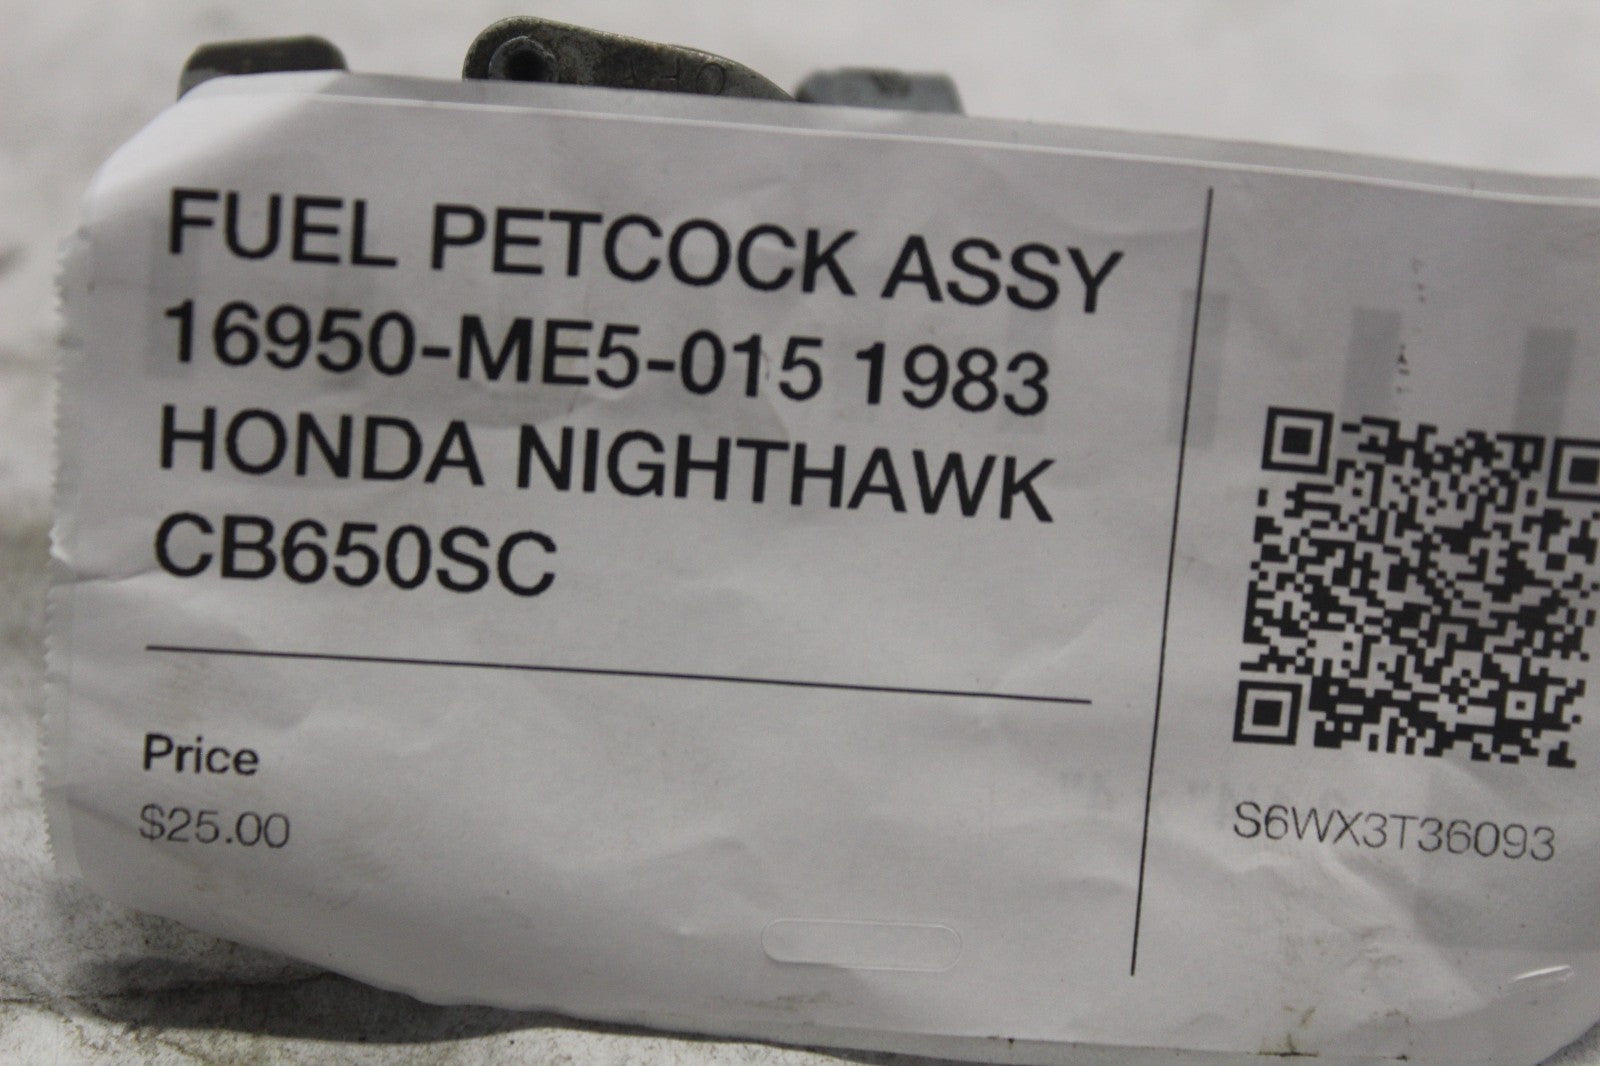 FUEL PETCOCK ASSY
16950-ME5-015 1983
HONDA NIGHTHAWK
CB650SC
Price
$25.00
S6WX3T36093